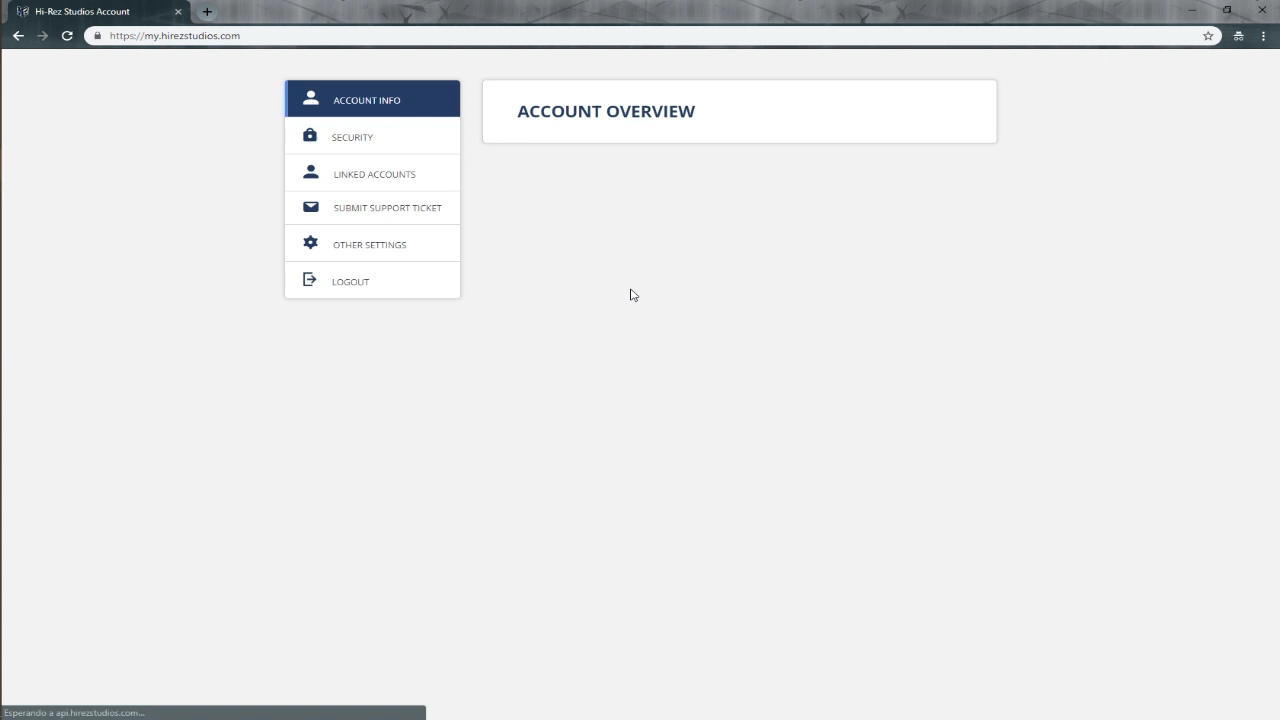 Hi-Rez Studios Account
https://my.hirezstudios.com
ACCOUNT INFO
SECURITY
LINKED ACCOUNTS
SUBMIT SUPPORT TICKET
OTHER SETTINGS
LOGOUT
ACCOUNT OVERVIEW
Esperando a api.hirezstudios.com...